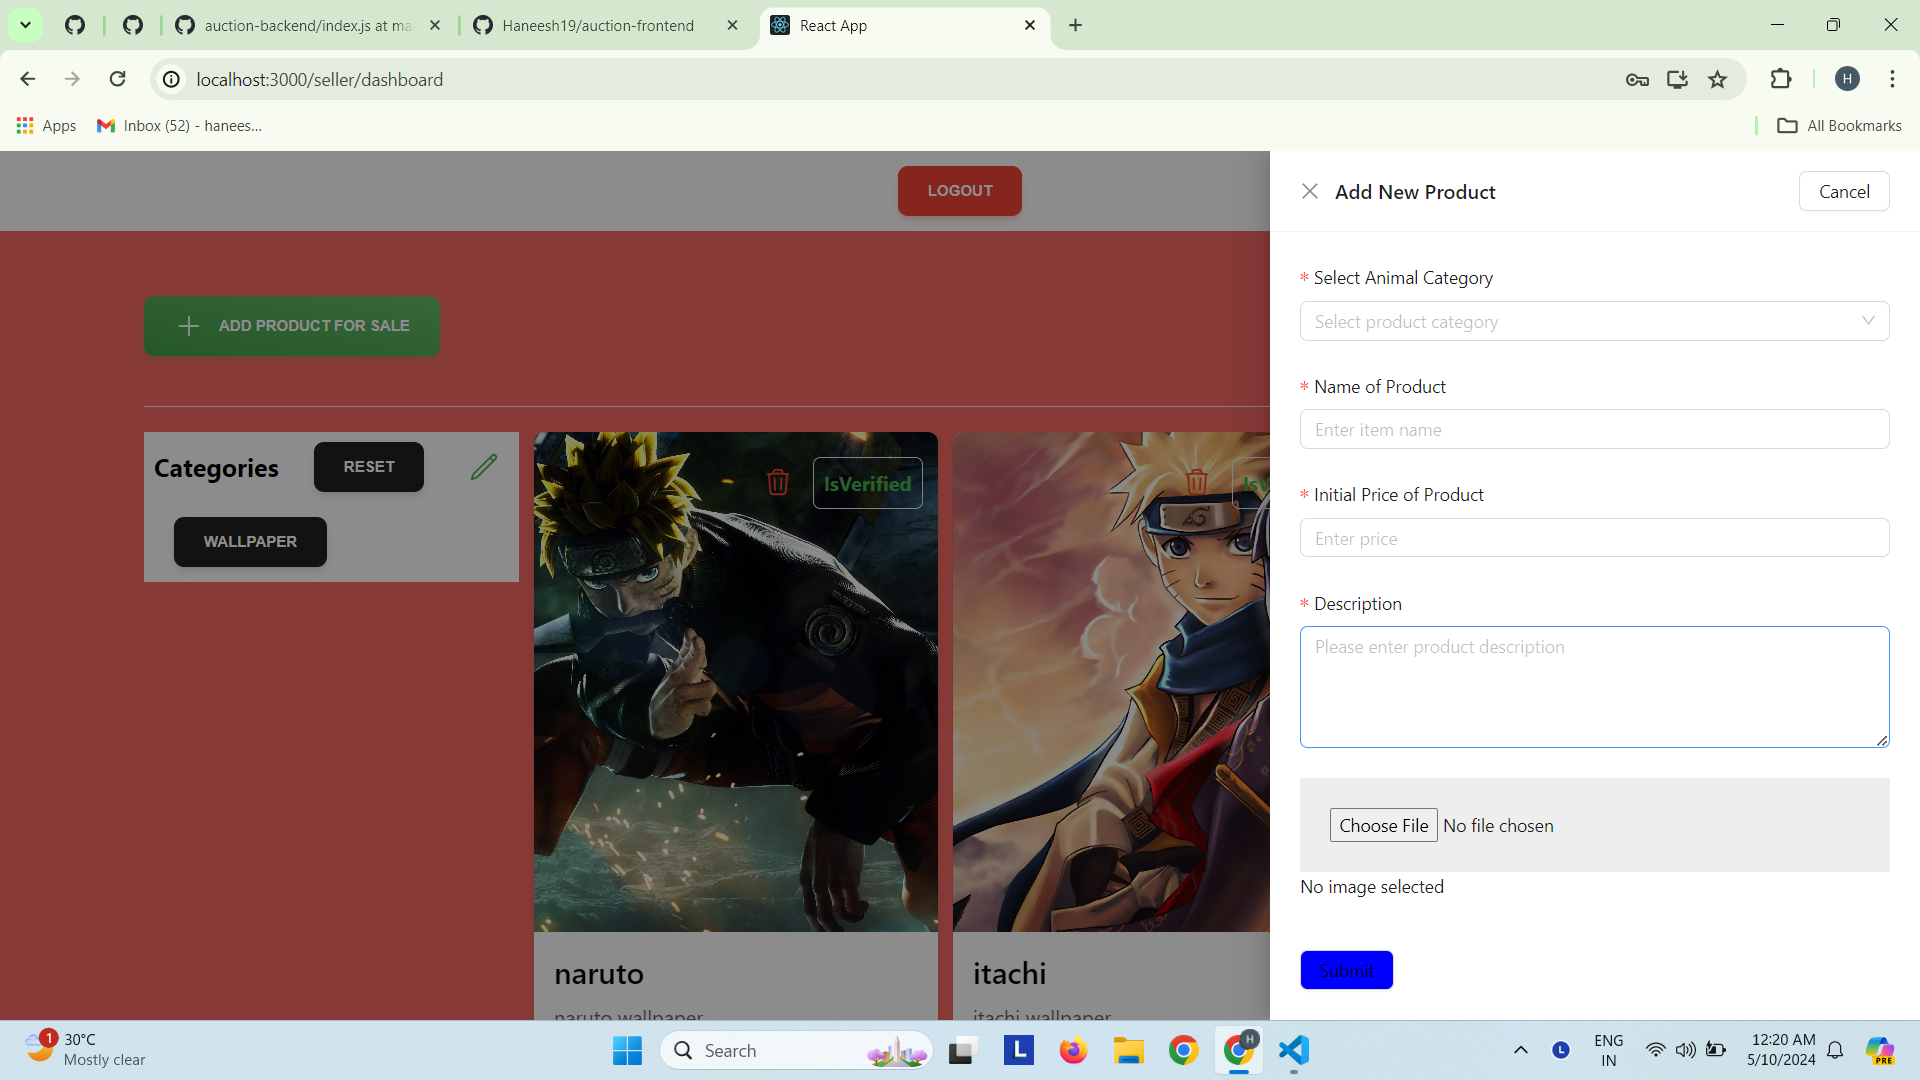 auction-backend/index.js at ma
Haneesh19/auction-frontend
React App
localhost:3000/seller/dashboard
H
Apps
Inbox (52) - hanees...
All Bookmarks
LOGOUT
ADD PRODUCT FOR SALE
Categories
RESET
WALLPAPER
IsVerified
IsV
naruto
naruto wallpaper
itachi
itachi wallpaper
Add New Product
Cancel
* Select Animal Category
Select product category
* Name of Product
Enter item name
* Initial Price of Product
Enter price
* Description
Please enter product description
Choose File No file chosen
No image selected
Submit
1
30°C
Mostly clear
Search
L
H
L
ENG
IN
12:20 AM
5/10/2024
PRE